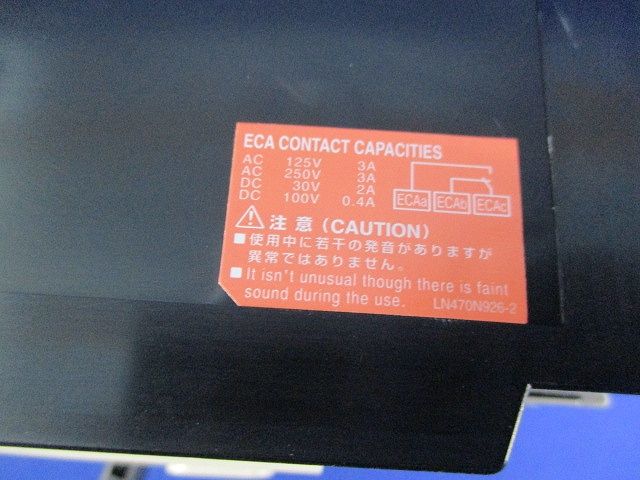 ECA CONTACT CAPACITIES
AC 125V 3A
AC 250V 3A
DC 30V 2A
DC 100V 0.4A
ECAa ECAb ECAc
注意 (CAUTION)
■使用中に若干の発音がありますが
異常ではありません。
■It isn't unusual though there is faint
sound during the use.
LN470N926-2